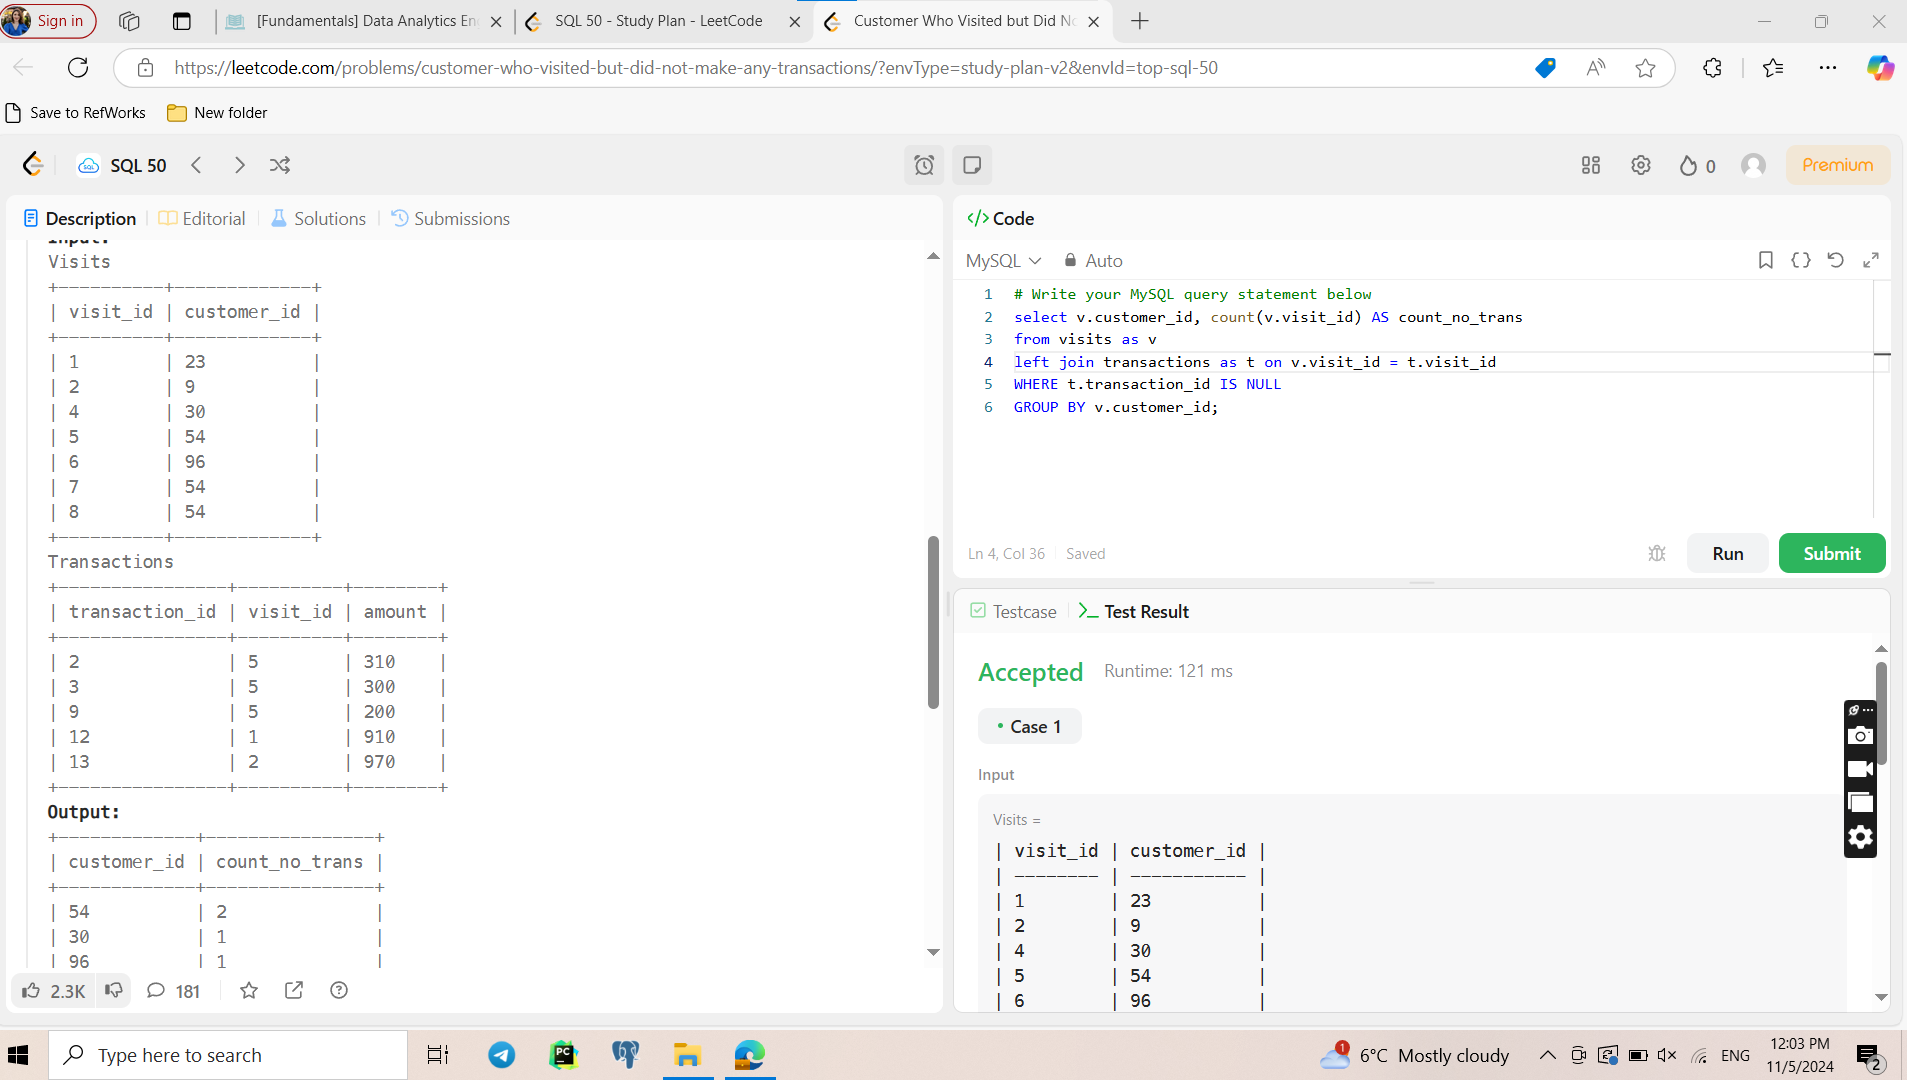 Sign in
[Fundamentals] Data Analytics En
SQL 50 - Study Plan - LeetCode
Customer Who Visited but Did No
https://leetcode.com/problems/customer-who-visited-but-did-not-make-any-transactions/?envType=study-plan-v2&envId=top-sql-50
Save to RefWorks
New folder
SQL 50
0
Premium
Description
Editorial
Solutions
Submissions
Input:
Visits
+----------+-------------+
| visit_id | customer_id |
+----------+-------------+
| 1 | 23 |
| 2 | 9 |
| 4 | 30 |
| 5 | 54 |
| 6 | 96 |
| 7 | 54 |
| 8 | 54 |
+----------+-------------+
Transactions
+----------------+----------+--------+
| transaction_id | visit_id | amount |
+----------------+----------+--------+
| 2 | 5 | 310 |
| 3 | 5 | 300 |
| 9 | 5 | 200 |
| 12 | 1 | 910 |
| 13 | 2 | 970 |
+----------------+----------+--------+
Output:
+-------------+----------------+
| customer_id | count_no_trans |
+-------------+----------------+
| 54 | 2 |
| 30 | 1 |
| 96 | 1 |
2.3K
181
</> Code
MySQL
Auto
1 # Write your MySQL query statement below
2 select v.customer_id, count(v.visit_id) AS count_no_trans
3 from visits as v
4 left join transactions as t on v.visit_id = t.visit_id
5 WHERE t.transaction_id IS NULL
6 GROUP BY v.customer_id;
Ln 4, Col 36
Saved
Run
Submit
Testcase
Test Result
Accepted
Runtime: 121 ms
Case 1
Input
Visits =
| visit_id | customer_id |
| -------- | ----------- |
| 1 | 23 |
| 2 | 9 |
| 4 | 30 |
| 5 | 54 |
| 6 | 96 |
Type here to search
PC
1
6°C Mostly cloudy
ENG
12:03 PM
11/5/2024
2